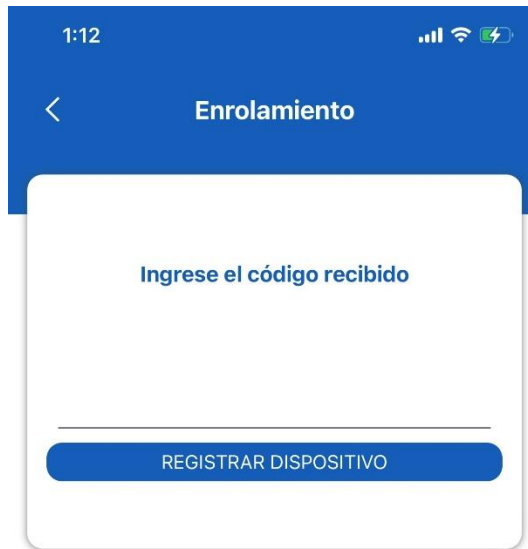 1:12
Enrolamiento
Ingrese el código recibido
REGISTRAR DISPOSITIVO